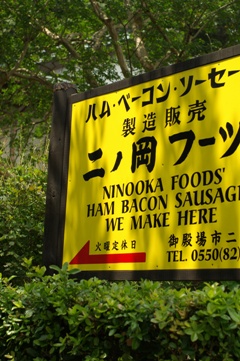 ハム・ベーコン・ソーセー
製造販売
二ノ岡フーヅ
NINOOKA FOODS'
HAM BACON SAUSAGE
WE MAKE HERE
火曜定休日
御殿場市二
TEL. 0550(82)